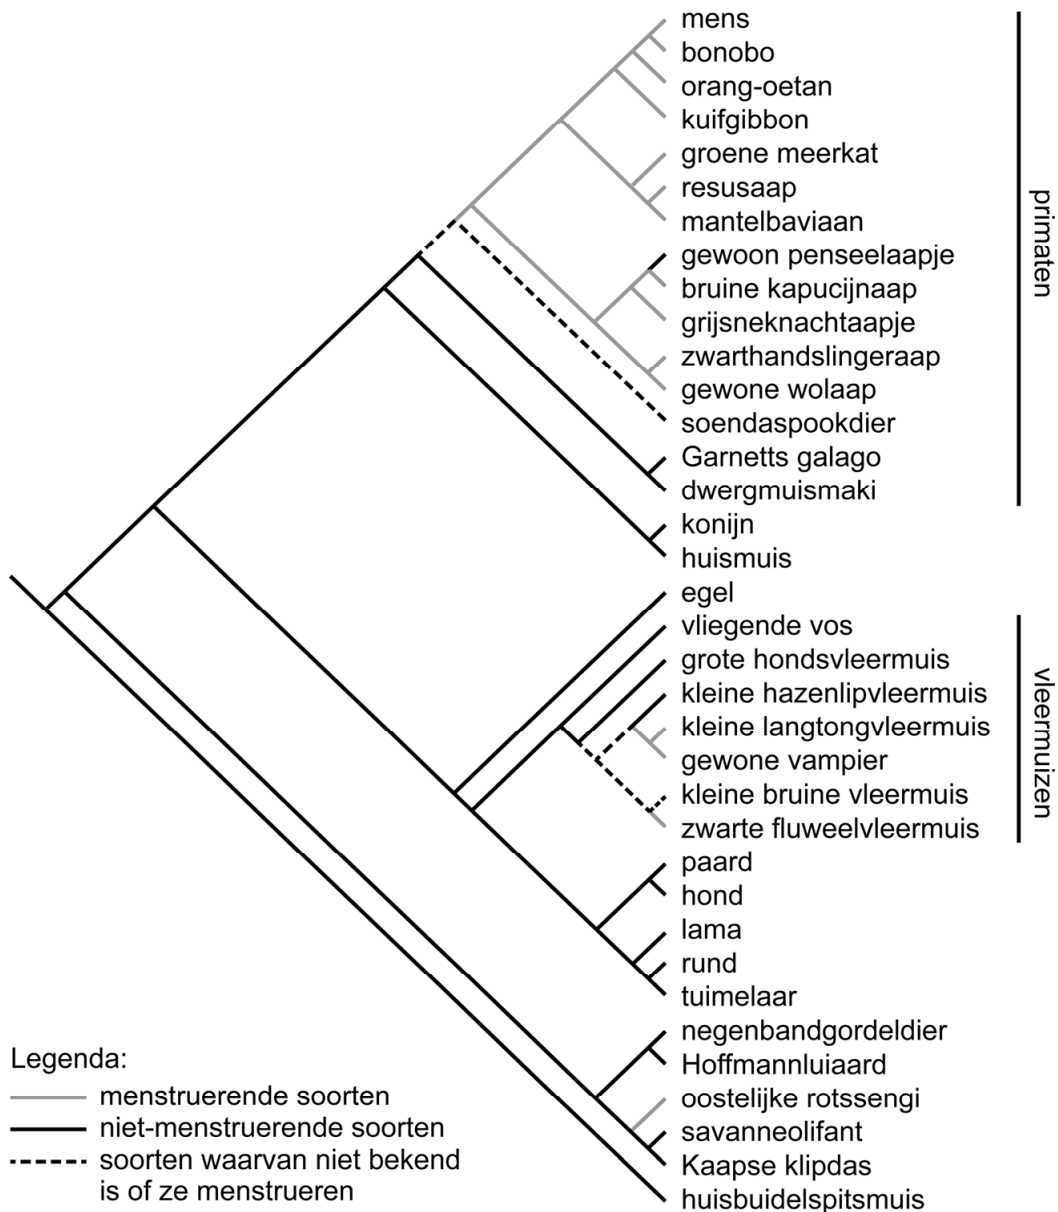 mens
bonobo
orang-oetan
kuifgibbon
groene meerkat
resusaap
mantelbaviaan
gewoon penseelaapje
bruine kapucijnaap
grijsneknachtaapje
zwarthandslingeraap
gewone wolaap
soendaspookdier
Garnetts galago
dwergmuismaki
primaten
konijn
huismuis
egel
vliegende vos
grote hondsvleermuis
kleine hazenlipvleermuis
kleine langtongvleermuis
gewone vampier
kleine bruine vleermuis
zwarte fluweelvleermuis
vleermuizen
paard
hond
lama
rund
tuimelaar
negenbandgordeldier
Hoffmannluiaard
oostelijke rotssengi
savanneolifant
Kaapse klipdas
huisbuidelspitsmuis
Legenda:
menstruerende soorten
niet-menstruerende soorten
soorten waarvan niet bekend
is of ze menstrueren